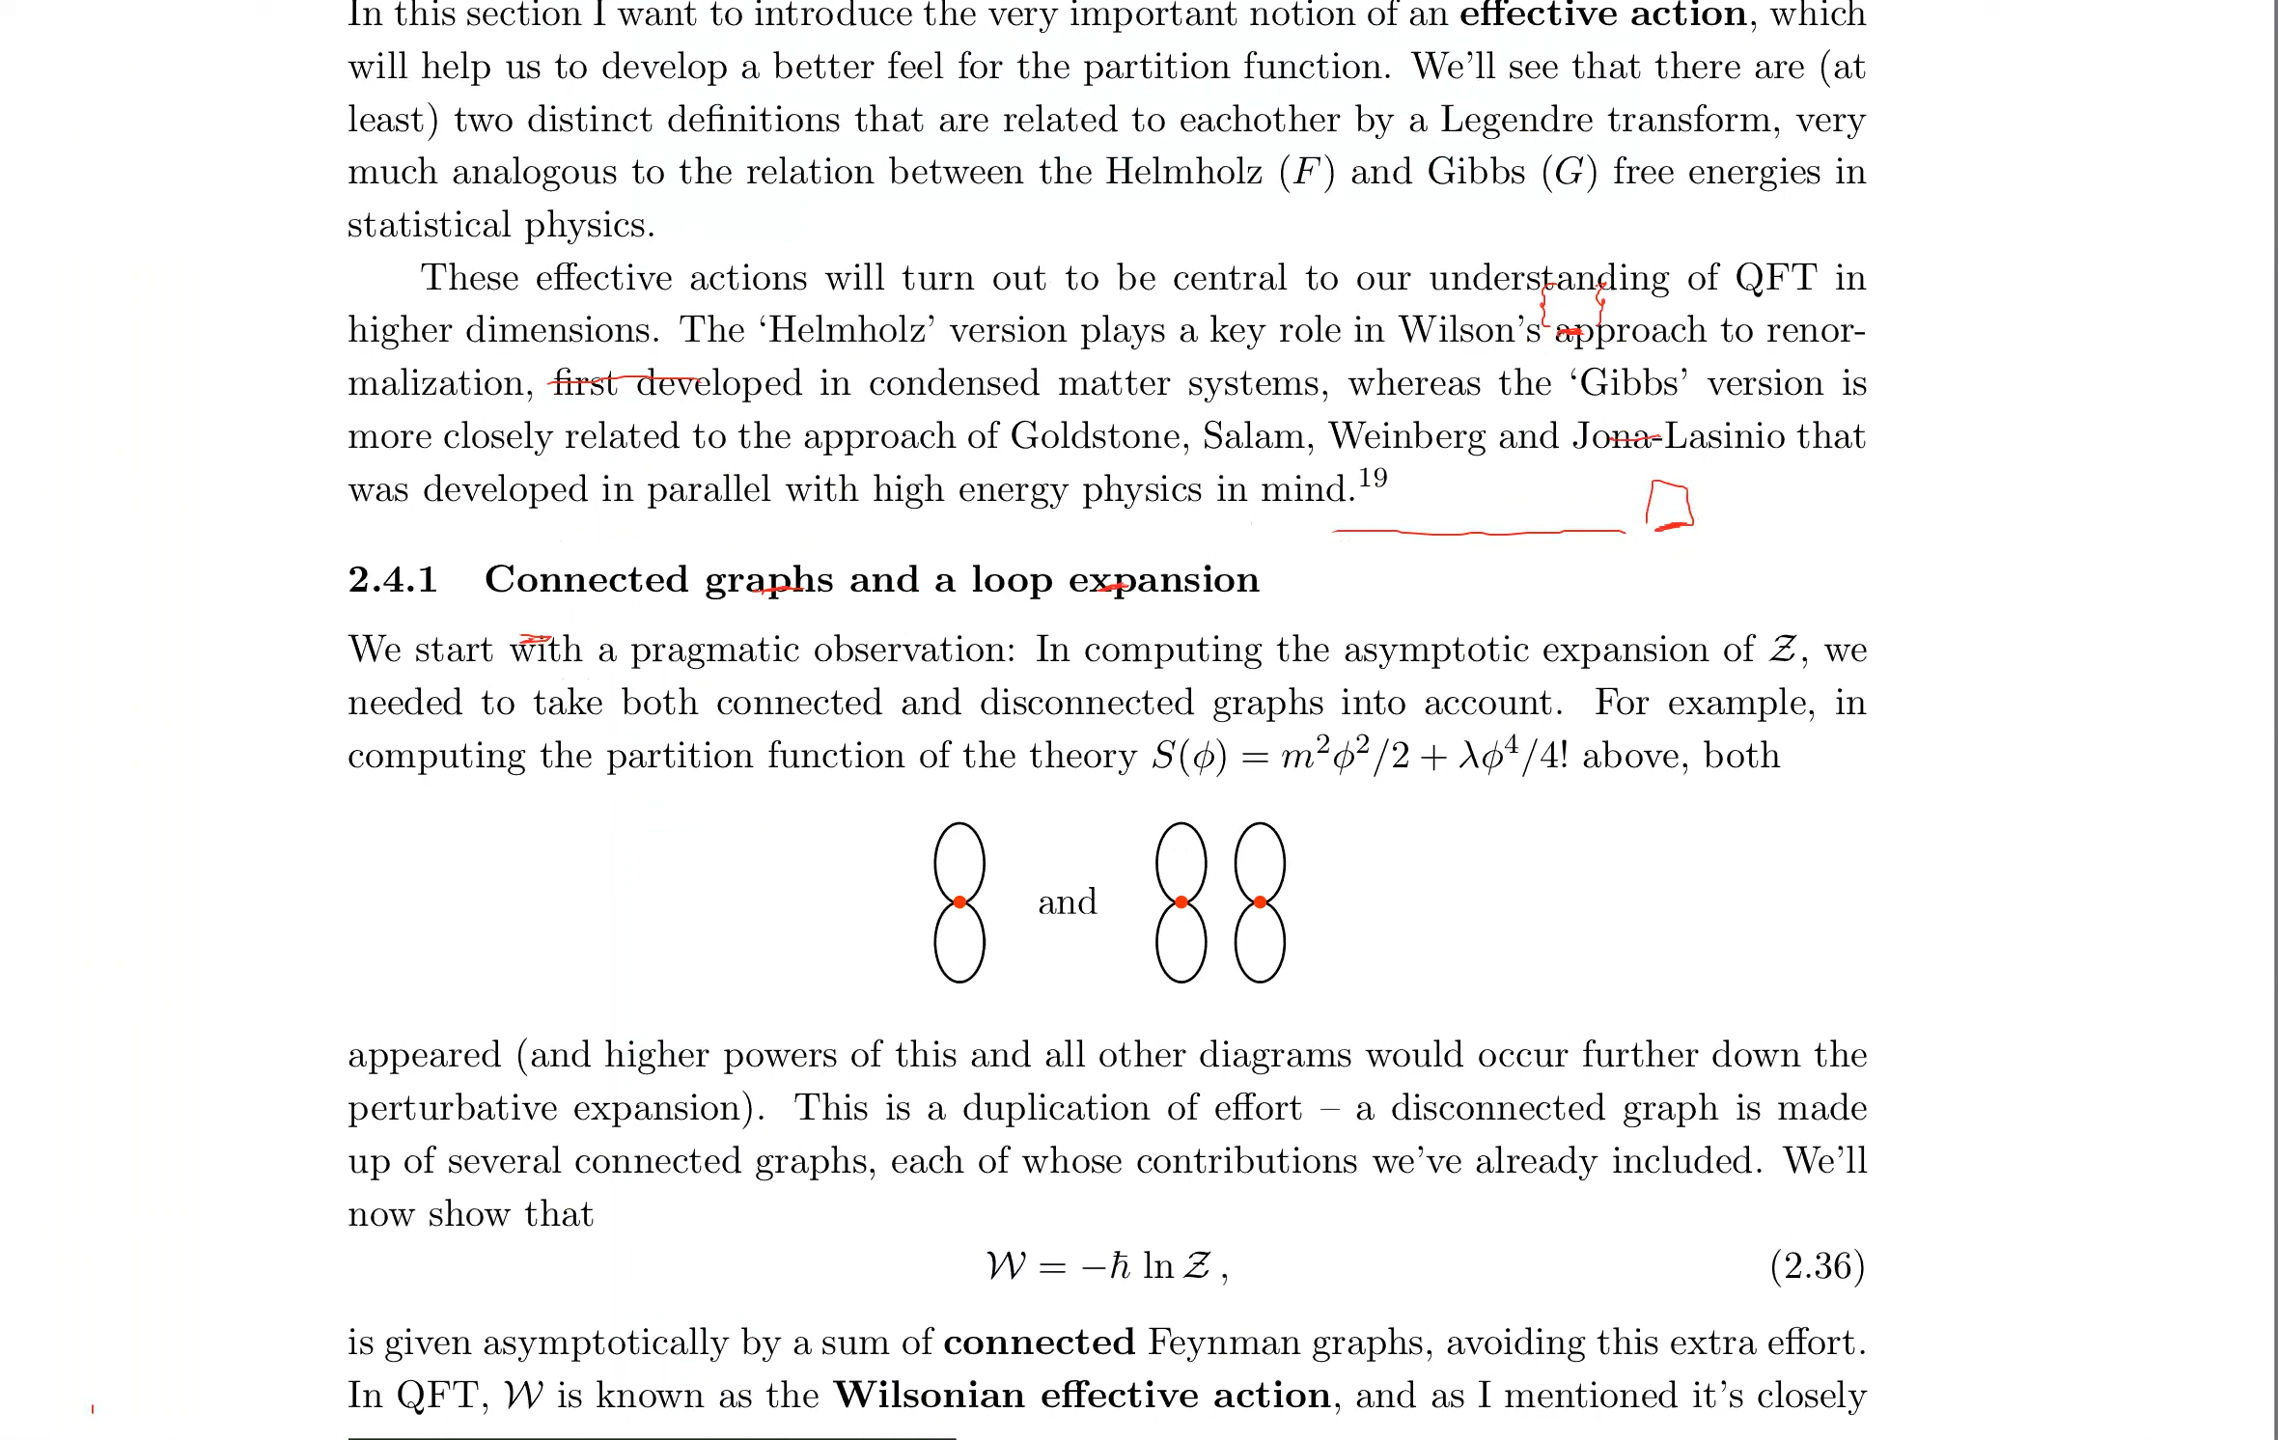 In this section I want to introduce the very important notion of an effective action, which
will help us to develop a better feel for the partition function. We'll see that there are (at
least) two distinct definitions that are related to eachother by a Legendre transform, very
much analogous to the relation between the Helmholz (F) and Gibbs (G) free energies in
statistical physics.
These effective actions will turn out to be central to our understanding of QFT in
higher dimensions. The ‘Helmholz’ version plays a key role in Wilson's approach to renor-
malization, first developed in condensed matter systems, whereas the ‘Gibbs’ version is
more closely related to the approach of Goldstone, Salam, Weinberg and Jona-Lasinio that
was developed in parallel with high energy physics in mind.¹⁹
2.4.1 Connected graphs and a loop expansion
We start with a pragmatic observation: In computing the asymptotic expansion of 𝒵, we
needed to take both connected and disconnected graphs into account. For example, in
computing the partition function of the theory S(ϕ) = m²ϕ²/2 + λϕ⁴/4! above, both
and
appeared (and higher powers of this and all other diagrams would occur further down the
perturbative expansion). This is a duplication of effort – a disconnected graph is made
up of several connected graphs, each of whose contributions we've already included. We'll
now show that
𝒲 = −ℏ ln 𝒵 , (2.36)
is given asymptotically by a sum of connected Feynman graphs, avoiding this extra effort.
In QFT, 𝒲 is known as the Wilsonian effective action, and as I mentioned it's closely